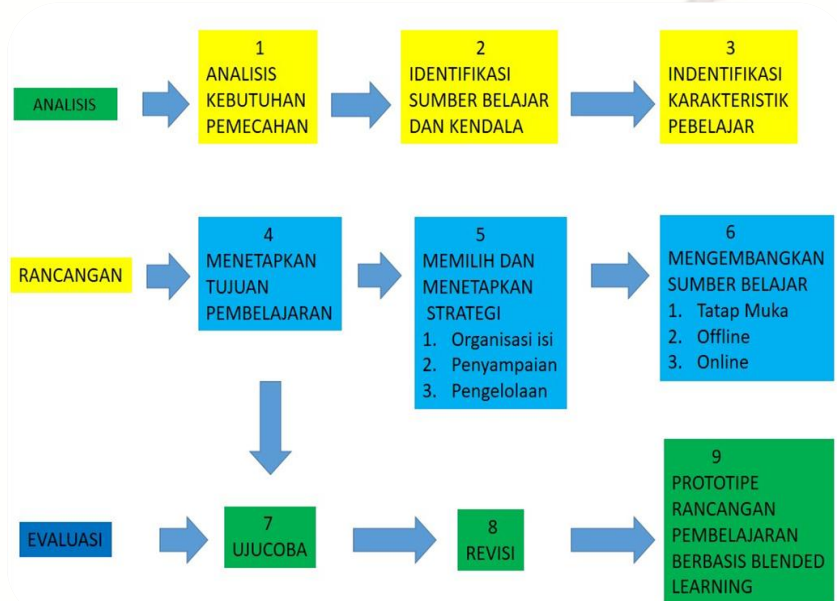 ANALISIS
1
ANALISIS
KEBUTUHAN
PEMECAHAN
2
IDENTIFIKASI
SUMBER BELAJAR
DAN KENDALA
3
INDENTIFIKASI
KARAKTERISTIK
PEBELAJAR
RANCANGAN
4
MENETAPKAN
TUJUAN
PEMBELAJARAN
5
MEMILIH DAN
MENETAPKAN
STRATEGI
1. Organisasi isi
2. Penyampaian
3. Pengelolaan
6
MENGEMBANGKAN
SUMBER BELAJAR
1. Tatap Muka
2. Offline
3. Online
EVALUASI
7
UJUCOBA
8
REVISI
9
PROTOTIPE
RANCANGAN
PEMBELAJARAN
BERBASIS BLENDED
LEARNING